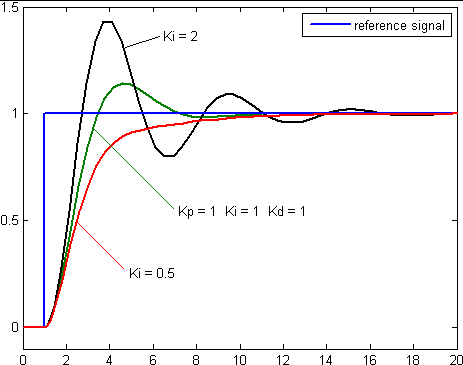 1.5
reference signal
Ki = 2
1
Kp = 1 Ki = 1 Kd = 1
0.5
Ki = 0.5
0
0 2 4 6 8 10 12 14 16 18 20